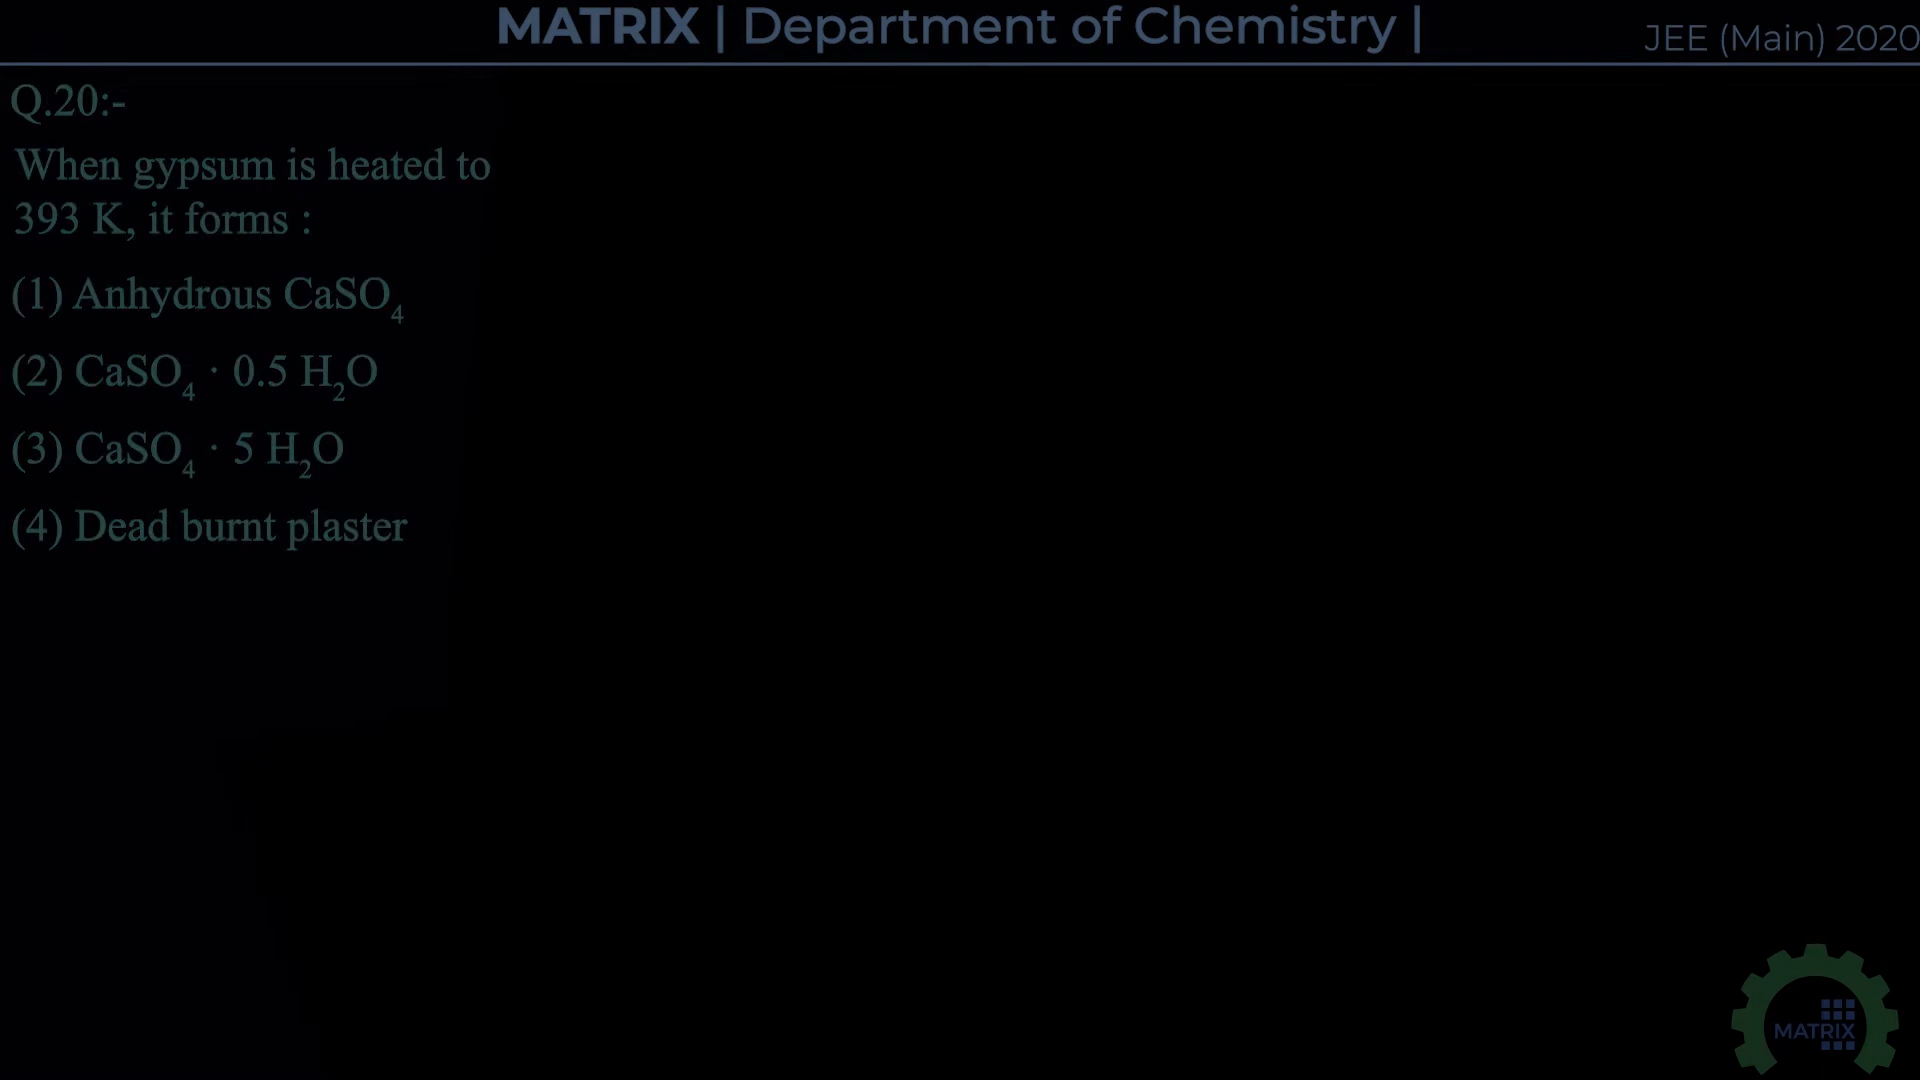 MATRIX | Department of Chemistry |
JEE (Main) 2020
Q.20:-
When gypsum is heated to
393 K, it forms :
(1) Anhydrous CaSO₄
(2) CaSO₄ · 0.5 H₂O
(3) CaSO₄ · 5 H₂O
(4) Dead burnt plaster
MATRIX